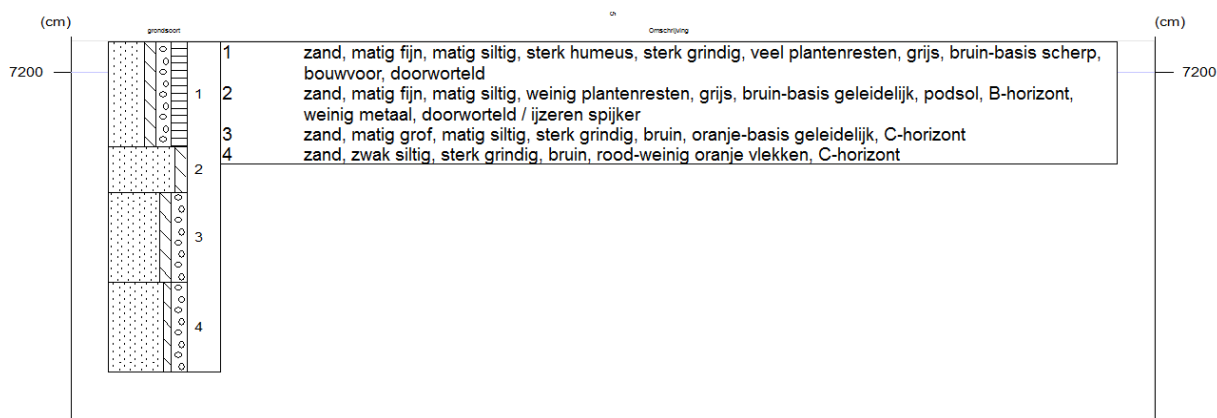 (cm)
(cm)
grondsoort
Omschrijving
7200
7200
1 zand, matig fijn, matig siltig, sterk humeus, sterk grindig, veel plantenresten, grijs, bruin-basis scherp,
bouwvoor, doorworteld
2 zand, matig fijn, matig siltig, weinig plantenresten, grijs, bruin-basis geleidelijk, podsol, B-horizont,
weinig metaal, doorworteld / ijzeren spijker
3 zand, matig grof, matig siltig, sterk grindig, bruin, oranje-basis geleidelijk, C-horizont
4 zand, zwak siltig, sterk grindig, bruin, rood-weinig oranje vlekken, C-horizont
1
2
3
4